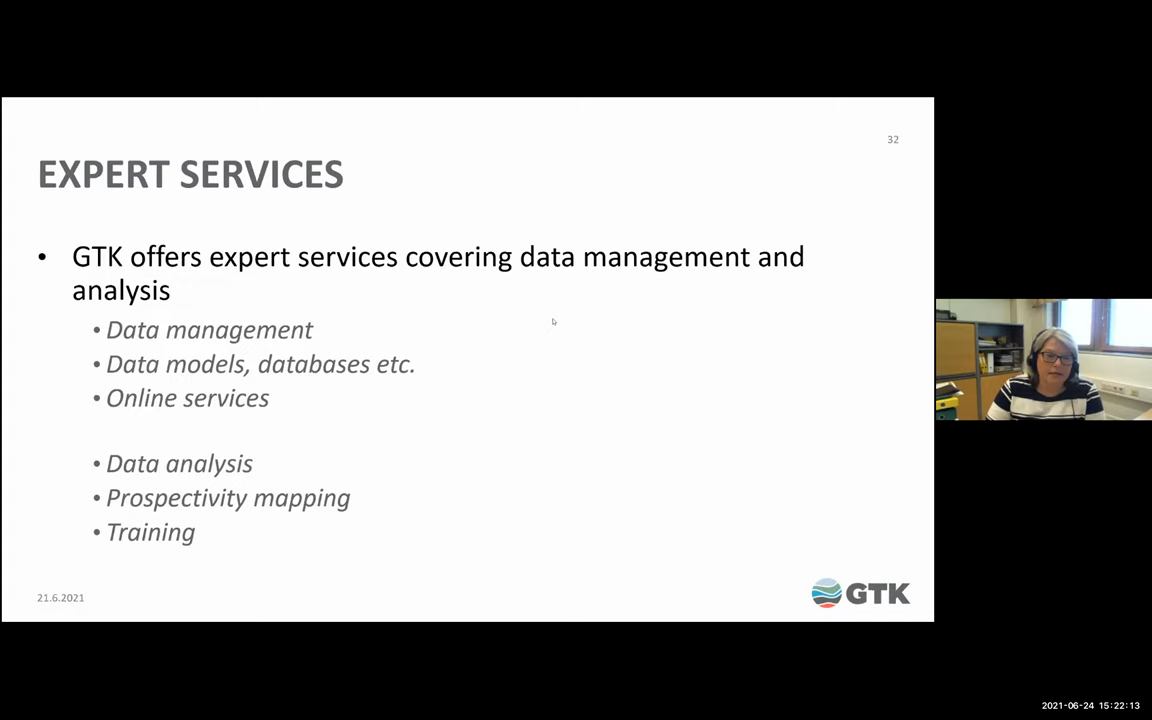 32
EXPERT SERVICES
• GTK offers expert services covering data management and
analysis
• Data management
• Data models, databases etc.
• Online services
• Data analysis
• Prospectivity mapping
• Training
21.6.2021
GTK
2021-06-24 15:22:13